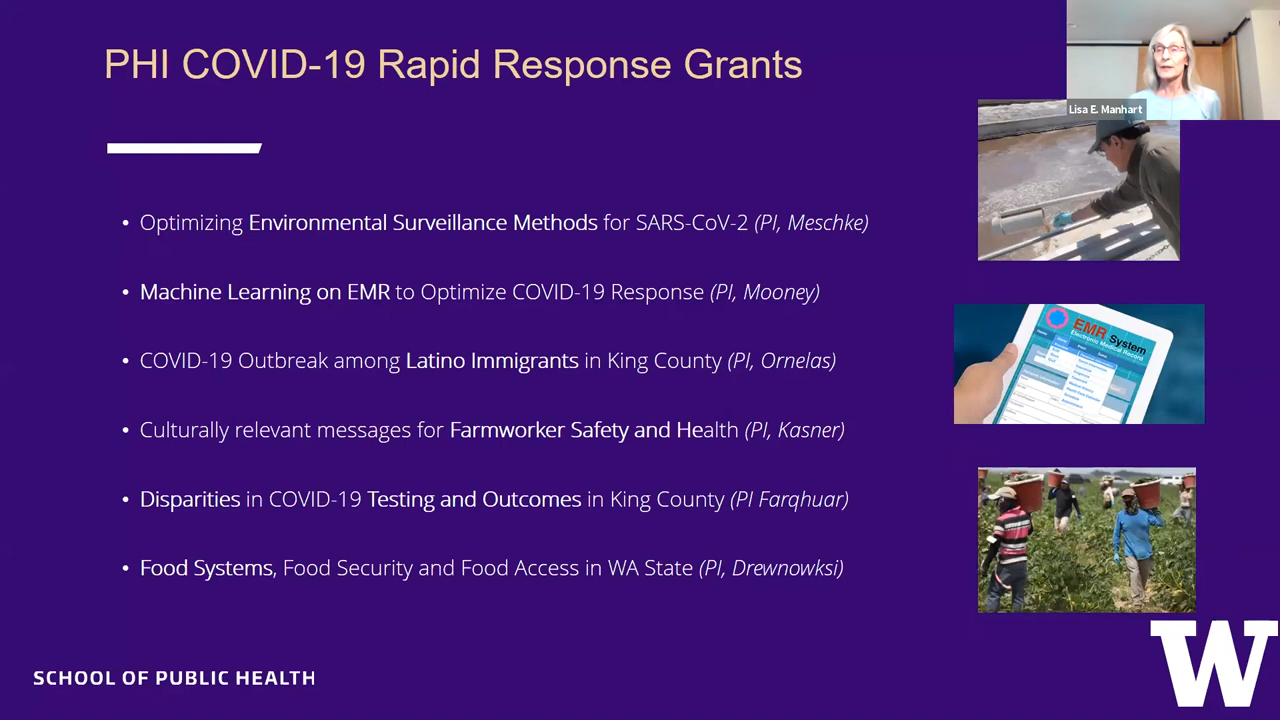 PHI COVID-19 Rapid Response Grants
Lisa E. Manhart
• Optimizing Environmental Surveillance Methods for SARS-CoV-2 (PI, Meschke)
• Machine Learning on EMR to Optimize COVID-19 Response (PI, Mooney)
• COVID-19 Outbreak among Latino Immigrants in King County (PI, Ornelas)
• Culturally relevant messages for Farmworker Safety and Health (PI, Kasner)
• Disparities in COVID-19 Testing and Outcomes in King County (PI Farqhuar)
• Food Systems, Food Security and Food Access in WA State (PI, Drewnowksi)
EMR System
Electronic Medical Record
SCHOOL OF PUBLIC HEALTH
W